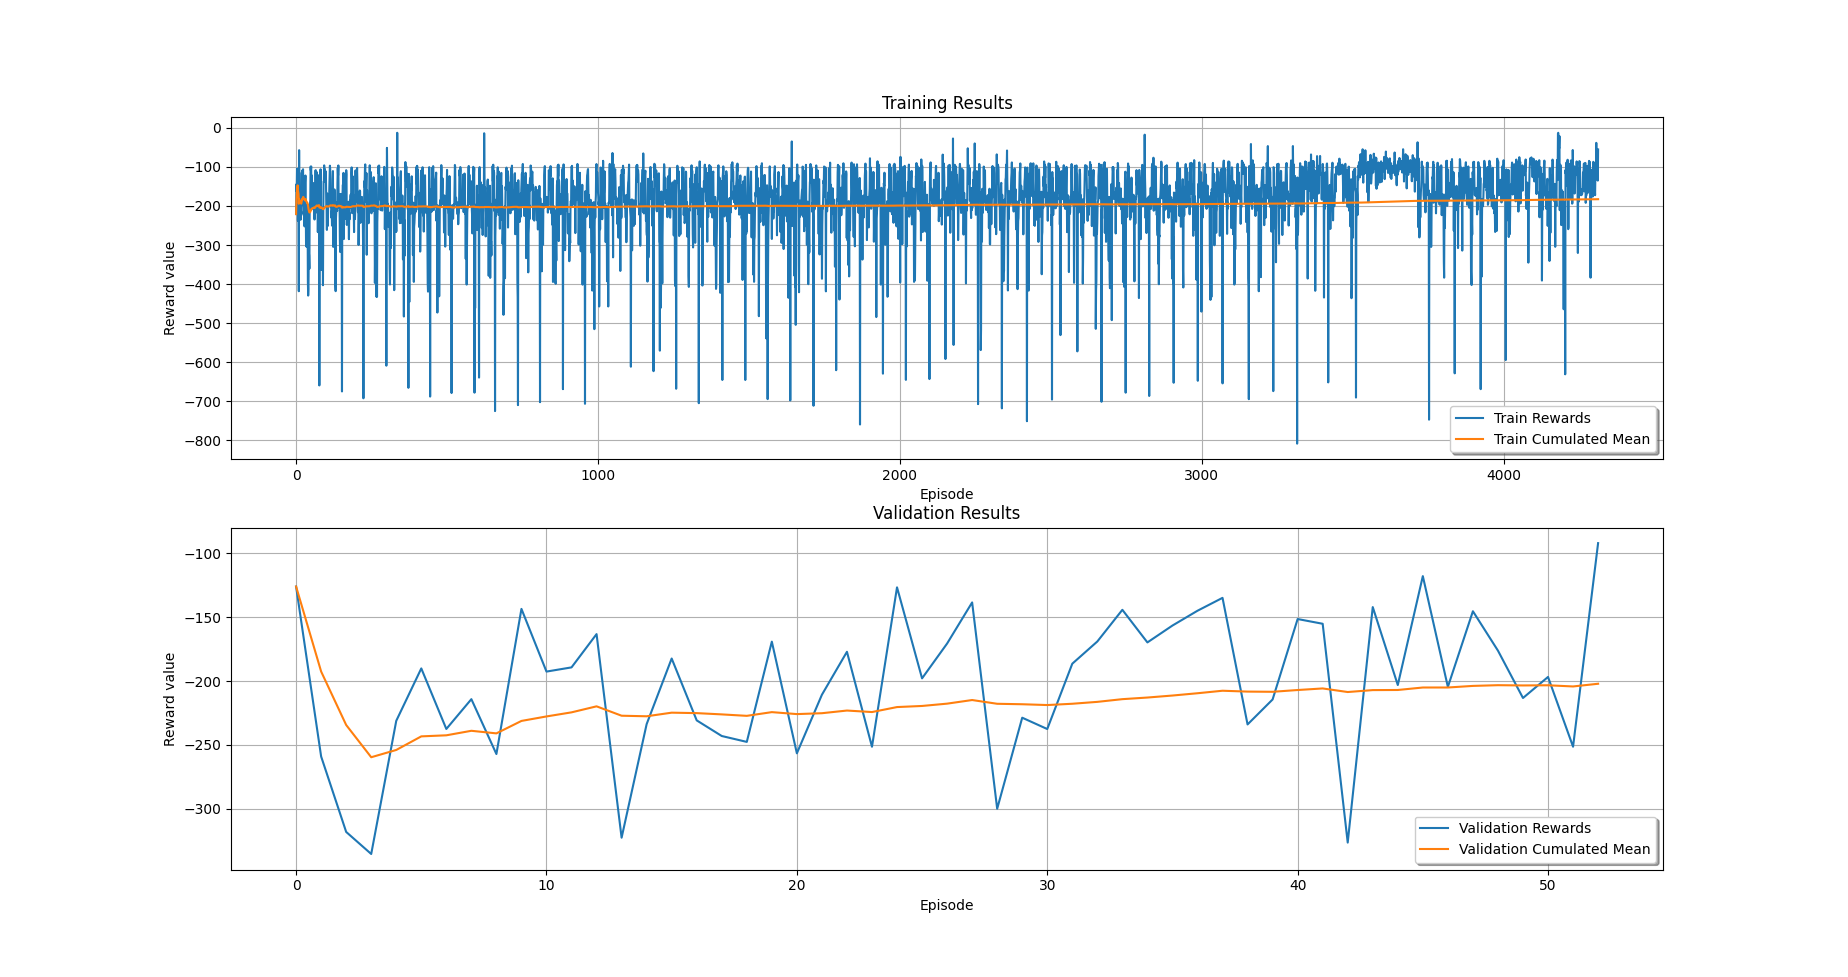 Training Results
0
−100
−200
−300
−400
−500
−600
−700
−800
Reward value
Train Rewards
Train Cumulated Mean
0 1000 2000 3000 4000
Episode
Validation Results
−100
−150
−200
−250
−300
Reward value
Validation Rewards
Validation Cumulated Mean
0 10 20 30 40 50
Episode